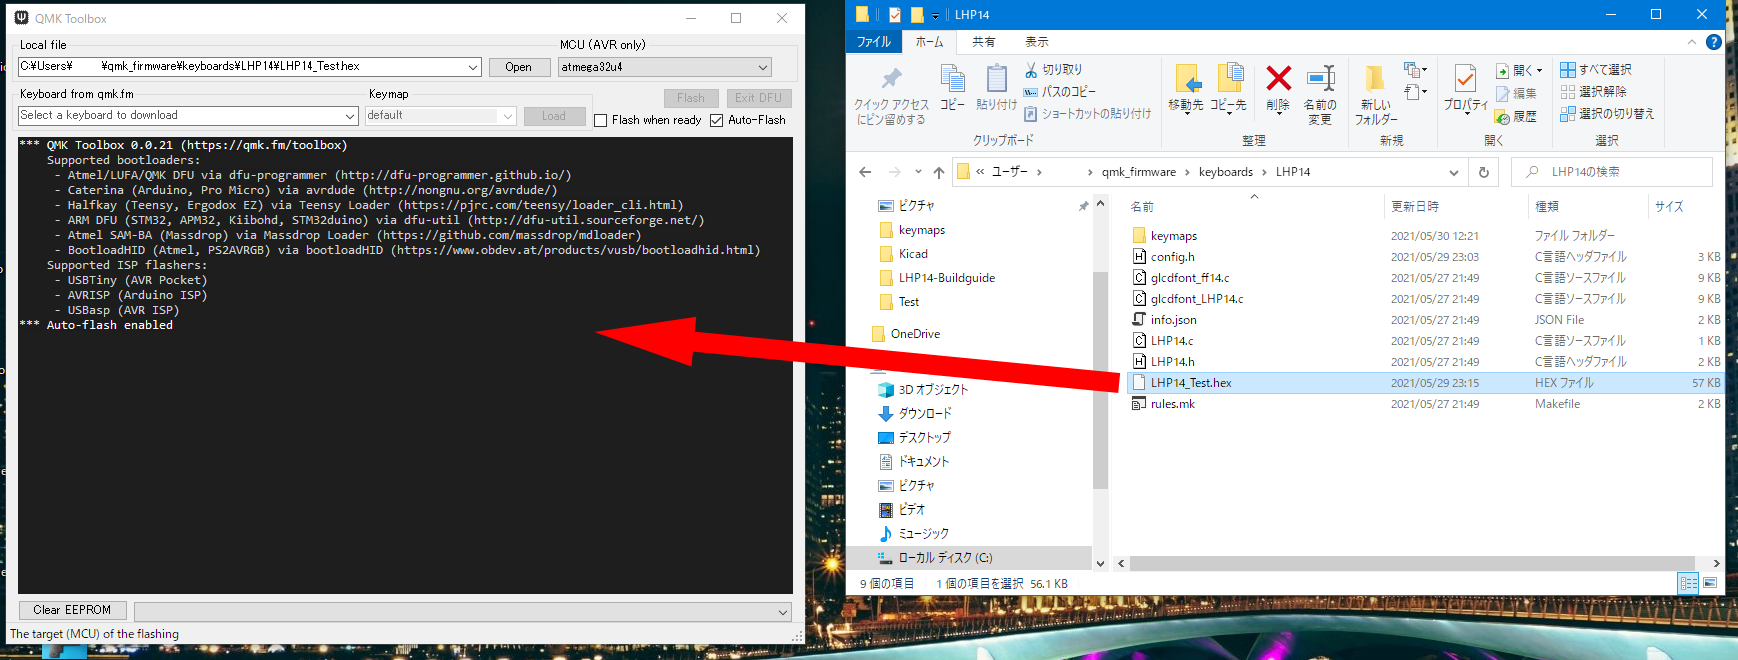 QMK Toolbox
Local file
MCU (AVR only)
C:¥Users¥ ¥qmk_firmware¥keyboards¥LHP14¥LHP14_Test.hex
Open
atmega32u4
Keyboard from qmk.fm
Keymap
Flash
Exit DFU
Select a keyboard to download
default
Load
Flash when ready
Auto-Flash
*** QMK Toolbox 0.0.21 (https://qmk.fm/toolbox)
Supported bootloaders:
- Atmel/LUFA/QMK DFU via dfu-programmer (http://dfu-programmer.github.io/)
- Caterina (Arduino, Pro Micro) via avrdude (http://nongnu.org/avrdude/)
- Halfkay (Teensy, Ergodox EZ) via Teensy Loader (https://pjrc.com/teensy/loader_cli.html)
- ARM DFU (STM32, APM32, Kiibohd, STM32duino) via dfu-util (http://dfu-util.sourceforge.net/)
- Atmel SAM-BA (Massdrop) via Massdrop Loader (https://github.com/massdrop/mdloader)
- BootloadHID (Atmel, PS2AVRGB) via bootloadHID (https://www.obdev.at/products/vusb/bootloadhid.html)
Supported ISP flashers:
- USBTiny (AVR Pocket)
- AVRISP (Arduino ISP)
- USBasp (AVR ISP)
*** Auto-flash enabled
Clear EEPROM
The target (MCU) of the flashing
LHP14
ファイル ホーム 共有 表示
クイック アクセス
にピン留めする
コピー
貼り付け
切り取り
パスのコピー
ショートカットの貼り付け
クリップボード
移動先
コピー先
削除
名前の
変更
整理
新しい
フォルダー
新規
プロパティ
開く
編集
履歴
開く
すべて選択
選択解除
選択の切り替え
選択
« ユーザー › › qmk_firmware › keyboards › LHP14
LHP14の検索
ピクチャ
keymaps
Kicad
LHP14-Buildguide
Test
OneDrive
3D オブジェクト
ダウンロード
デスクトップ
ドキュメント
ピクチャ
ビデオ
ミュージック
ローカル ディスク (C:)
名前 更新日時 種類 サイズ
keymaps 2021/05/30 12:21 ファイル フォルダー
config.h 2021/05/29 23:03 C言語ヘッダファイル 3 KB
glcdfont_ff14.c 2021/05/27 21:49 C言語ソースファイル 9 KB
glcdfont_LHP14.c 2021/05/27 21:49 C言語ソースファイル 9 KB
info.json 2021/05/27 21:49 JSON File 2 KB
LHP14.c 2021/05/27 21:49 C言語ソースファイル 1 KB
LHP14.h 2021/05/27 21:49 C言語ヘッダファイル 2 KB
LHP14_Test.hex 2021/05/29 23:15 HEX ファイル 57 KB
rules.mk 2021/05/27 21:49 Makefile 2 KB
9 個の項目 1 個の項目を選択 56.1 KB